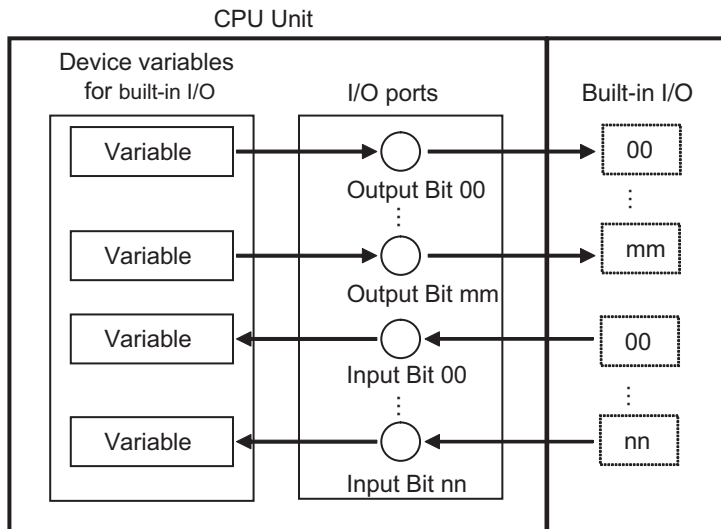 CPU Unit
Device variables
for built-in I/O
I/O ports
Built-in I/O
Variable
00
Output Bit 00
Variable
mm
Output Bit mm
Variable
00
Input Bit 00
Variable
nn
Input Bit nn